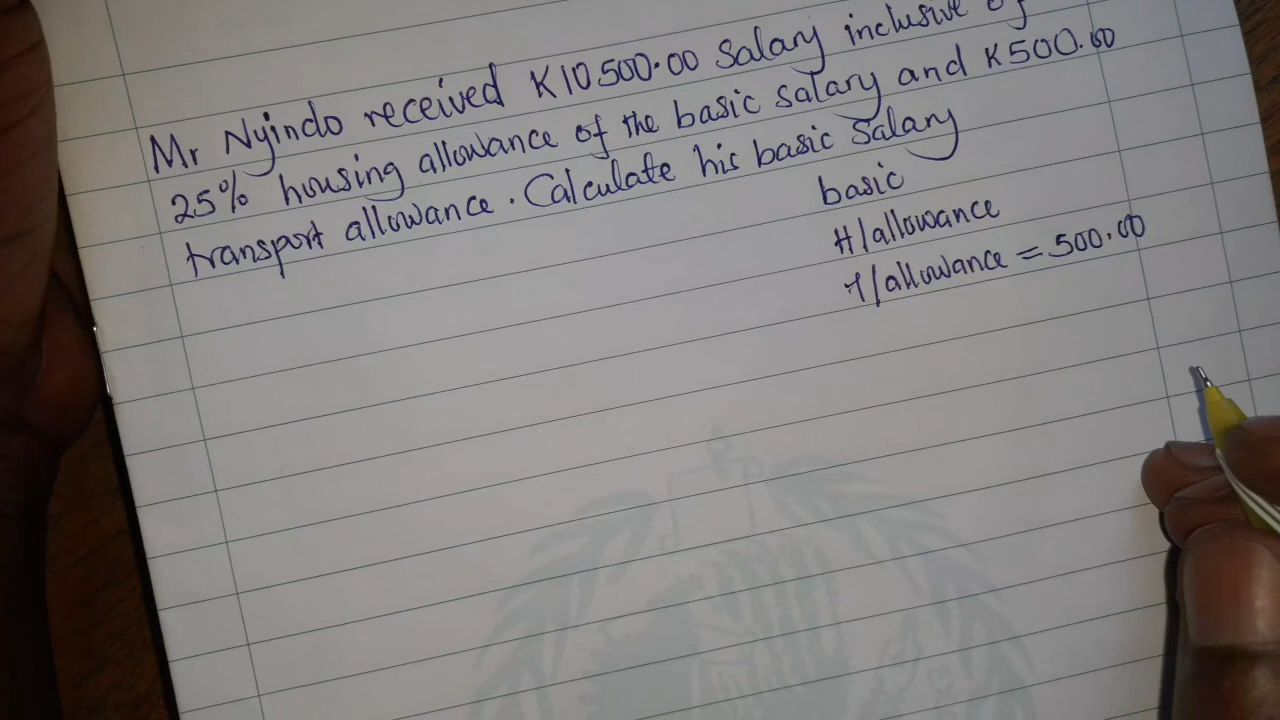 Mr Nyindo received K10 500.00 salary inclusive of
25% housing allowance of the basic salary and K500.00
transport allowance. Calculate his basic salary
basic
H/allowance
T/allowance = 500.00